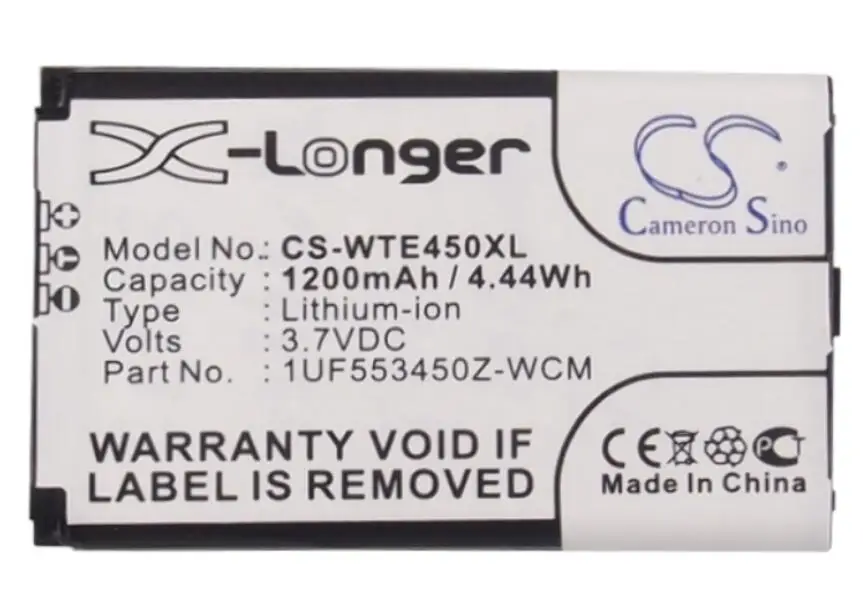 X-Longer
CS
Cameron Sino
Model No.: CS-WTE450XL
Capacity : 1200mAh / 4.44Wh
Type : Lithium-ion
Volts : 3.7VDC
Part No. : 1UF553450Z-WCM
WARRANTY VOID IF
LABEL IS REMOVED
CE PCT
Made In China